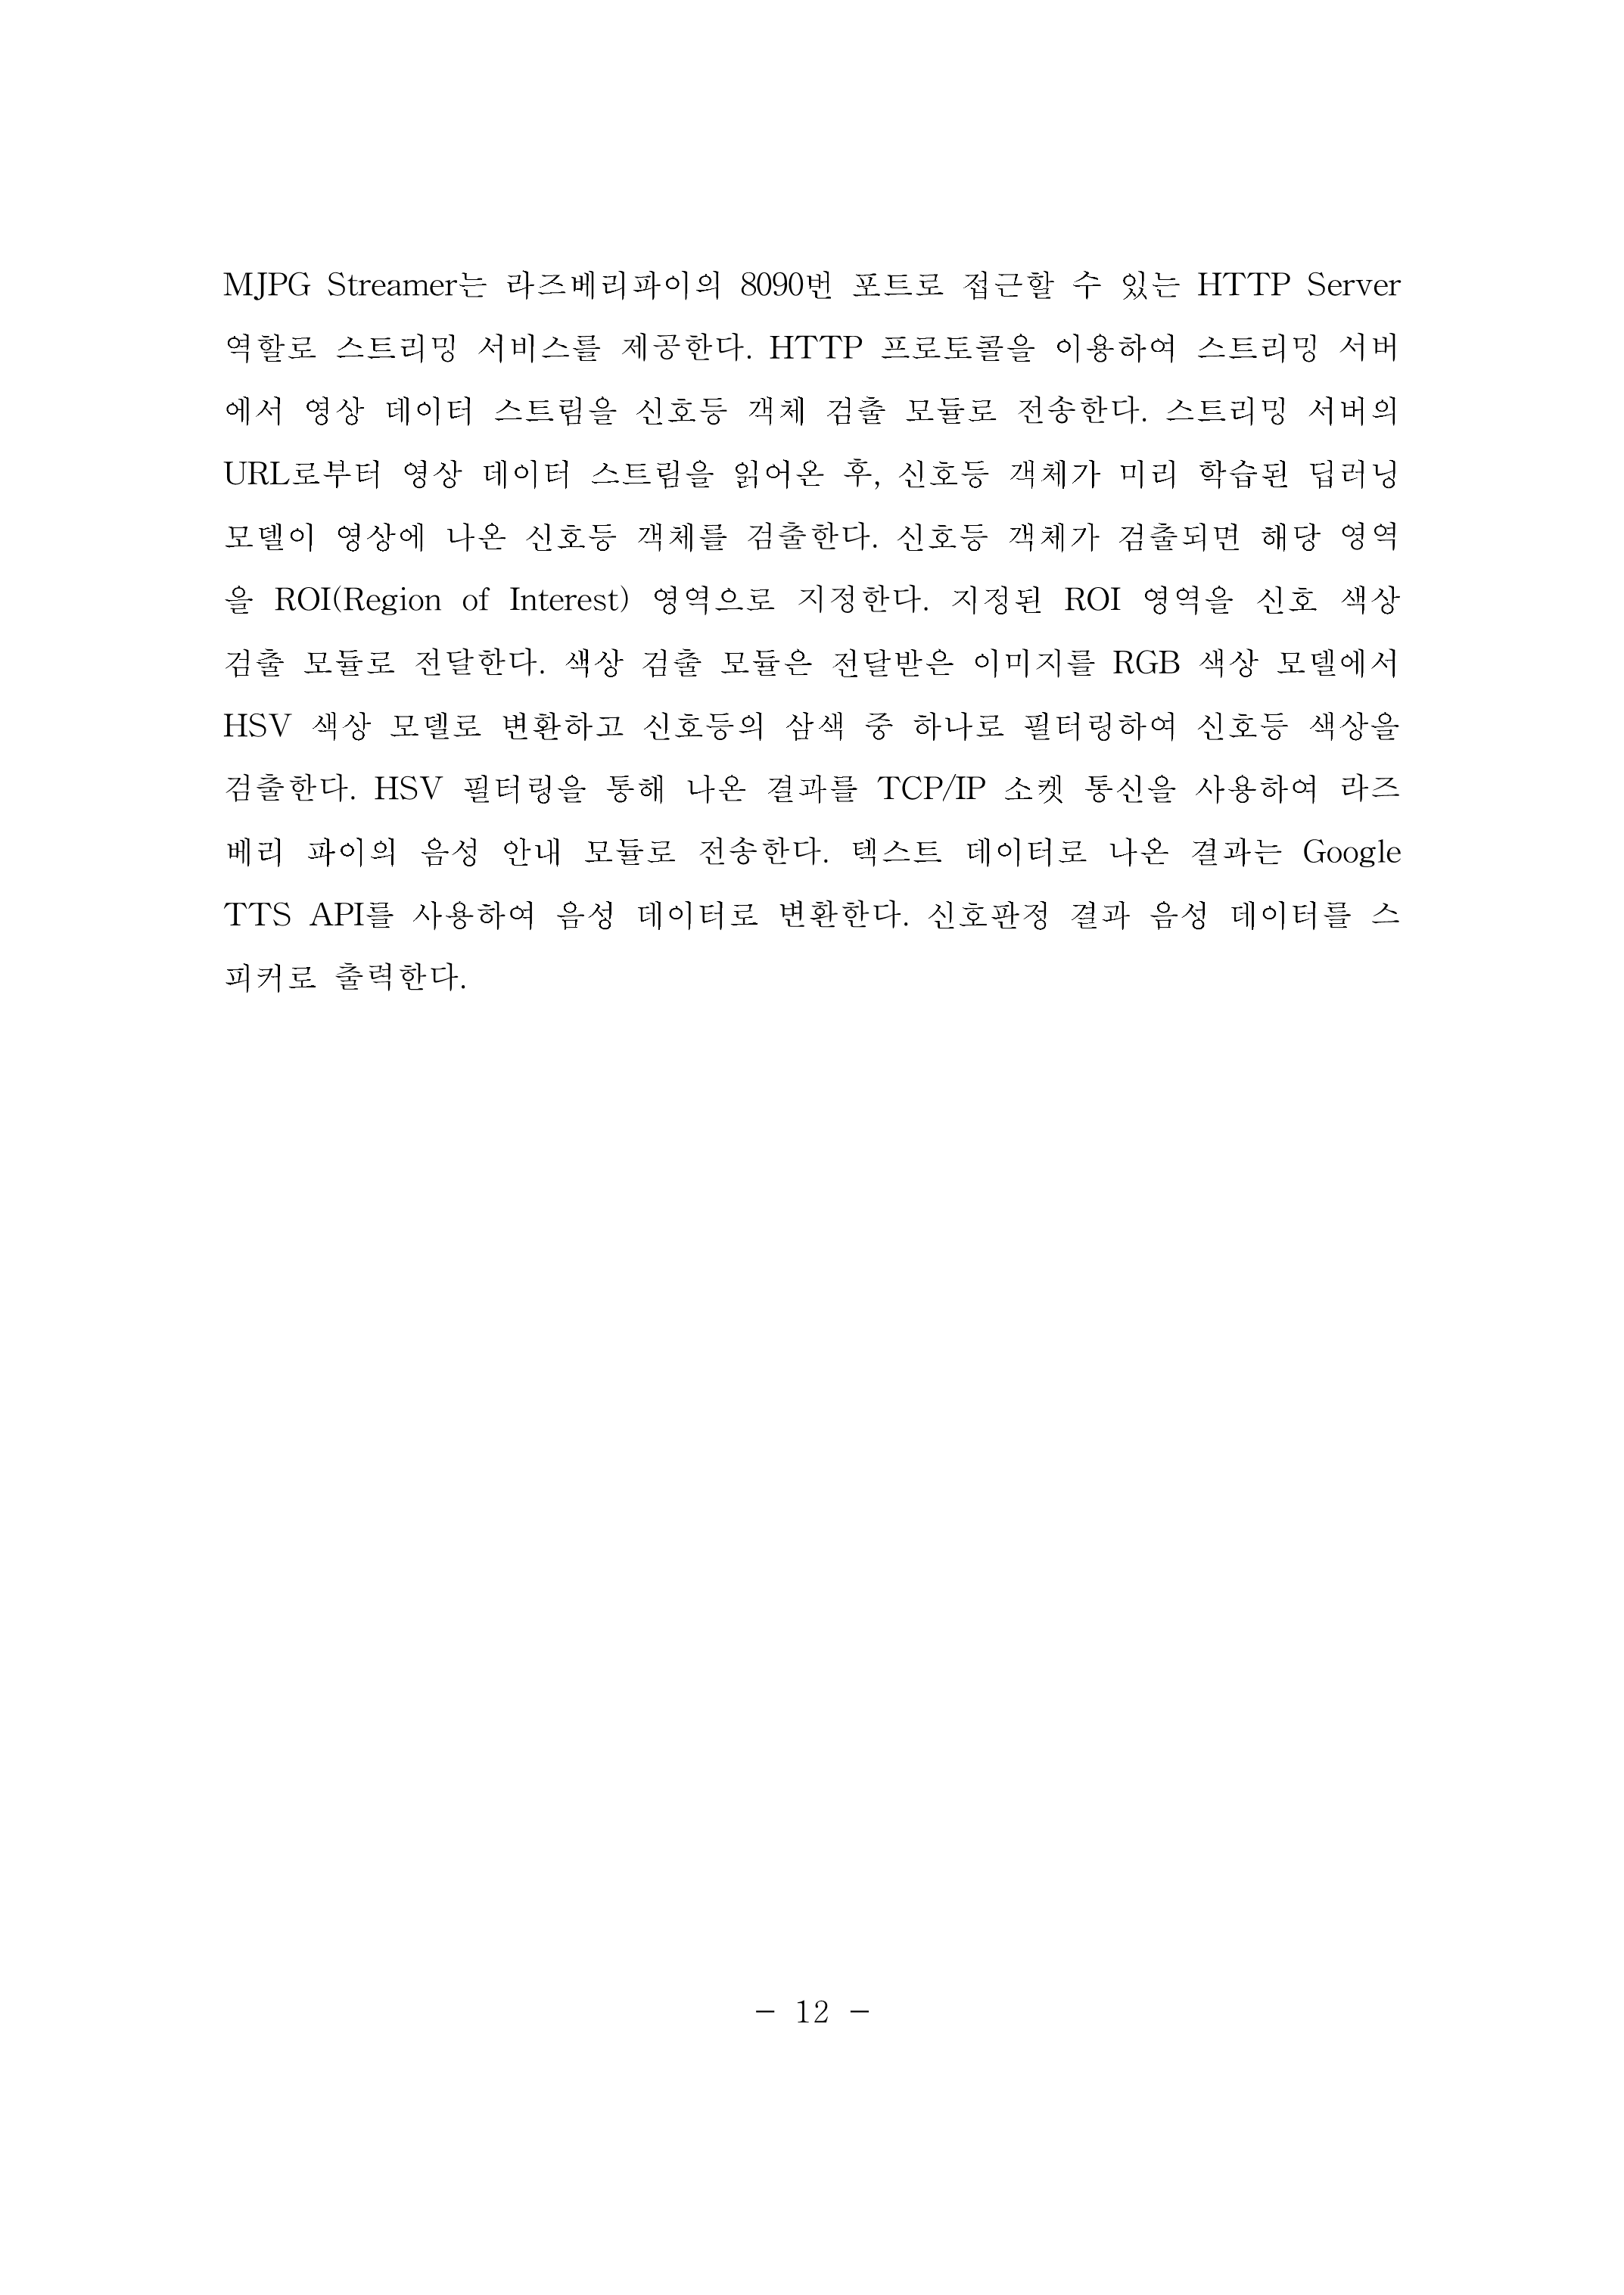 MJPG Streamer는 라즈베리파이의 8090번 포트로 접근할 수 있는 HTTP Server
역할로 스트리밍 서비스를 제공한다. HTTP 프로토콜을 이용하여 스트리밍 서버
에서 영상 데이터 스트림을 신호등 객체 검출 모듈로 전송한다. 스트리밍 서버의
URL로부터 영상 데이터 스트림을 읽어온 후, 신호등 객체가 미리 학습된 딥러닝
모델이 영상에 나온 신호등 객체를 검출한다. 신호등 객체가 검출되면 해당 영역
을 ROI(Region of Interest) 영역으로 지정한다. 지정된 ROI 영역을 신호 색상
검출 모듈로 전달한다. 색상 검출 모듈은 전달받은 이미지를 RGB 색상 모델에서
HSV 색상 모델로 변환하고 신호등의 삼색 중 하나로 필터링하여 신호등 색상을
검출한다. HSV 필터링을 통해 나온 결과를 TCP/IP 소켓 통신을 사용하여 라즈
베리 파이의 음성 안내 모듈로 전송한다. 텍스트 데이터로 나온 결과는 Google
TTS API를 사용하여 음성 데이터로 변환한다. 신호판정 결과 음성 데이터를 스
피커로 출력한다.
- 12 -